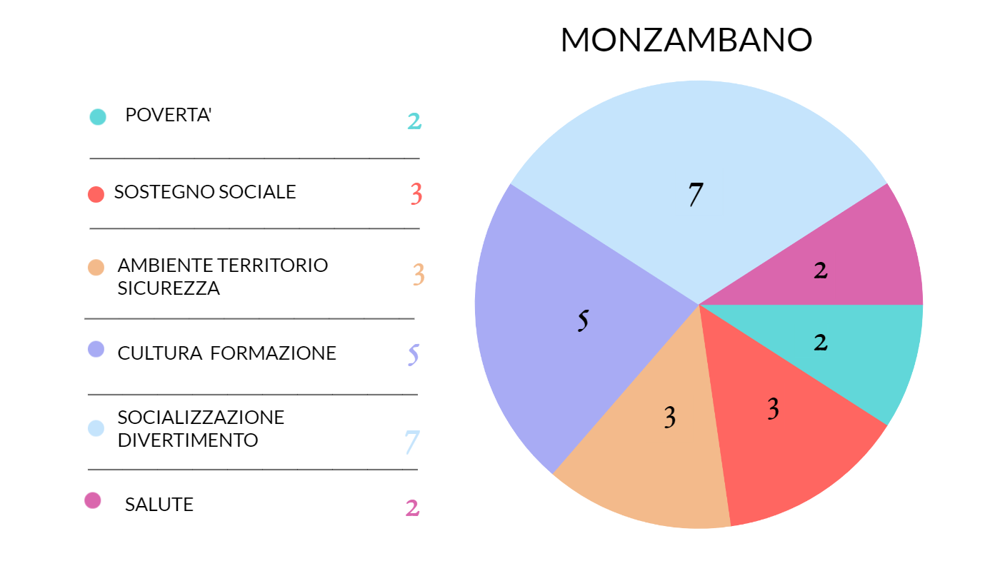 MONZAMBANO
POVERTA' 2
SOSTEGNO SOCIALE 3
AMBIENTE TERRITORIO
SICUREZZA 3
CULTURA FORMAZIONE 5
SOCIALIZZAZIONE
DIVERTIMENTO 7
SALUTE 2
7
2
5
2
3
3